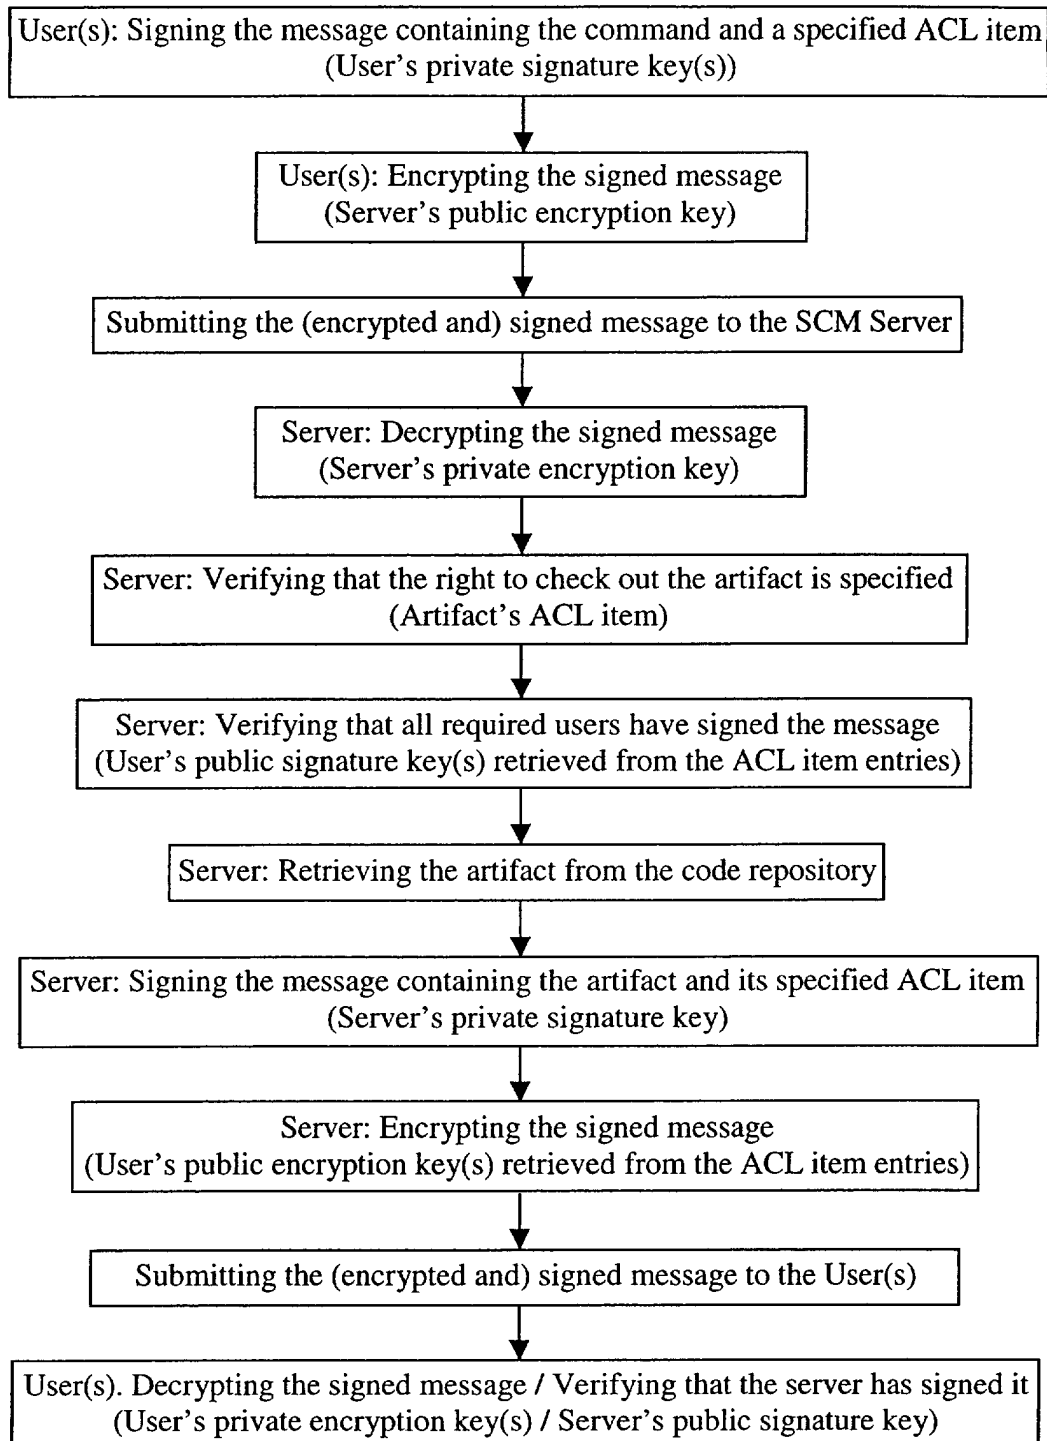 User(s): Signing the message containing the command and a specified ACL item
(User's private signature key(s))
User(s): Encrypting the signed message
(Server's public encryption key)
Submitting the (encrypted and) signed message to the SCM Server
Server: Decrypting the signed message
(Server's private encryption key)
Server: Verifying that the right to check out the artifact is specified
(Artifact's ACL item)
Server: Verifying that all required users have signed the message
(User's public signature key(s) retrieved from the ACL item entries)
Server: Retrieving the artifact from the code repository
Server: Signing the message containing the artifact and its specified ACL item
(Server's private signature key)
Server: Encrypting the signed message
(User's public encryption key(s) retrieved from the ACL item entries)
Submitting the (encrypted and) signed message to the User(s)
User(s). Decrypting the signed message / Verifying that the server has signed it
(User's private encryption key(s) / Server's public signature key)